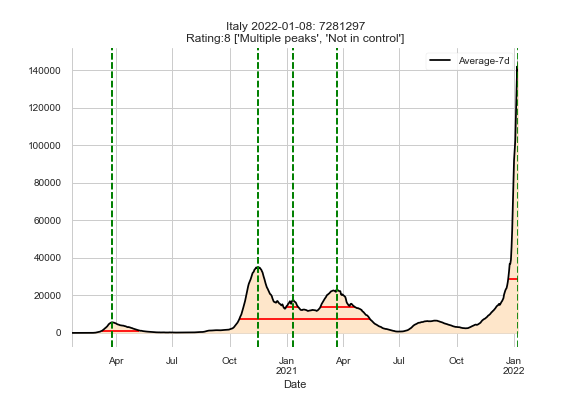 Italy 2022-01-08: 7281297
Rating:8 ['Multiple peaks', 'Not in control']
Average-7d
140000
120000
100000
80000
60000
40000
20000
0
Apr Jul Oct Jan Apr Jul Oct Jan
2021 2022
Date